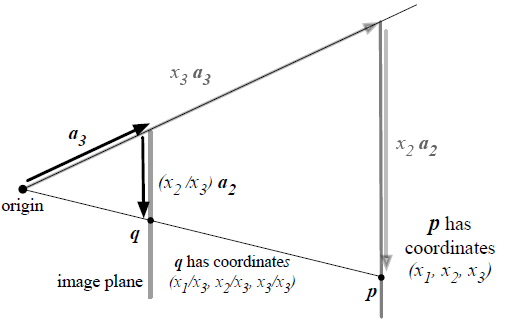 x3 a3
a3
x2 a2
(x2/x3) a2
origin
p has
coordinates
(x1, x2, x3)
q
q has coordinates
image plane
(x1/x3, x2/x3, x3/x3)
p